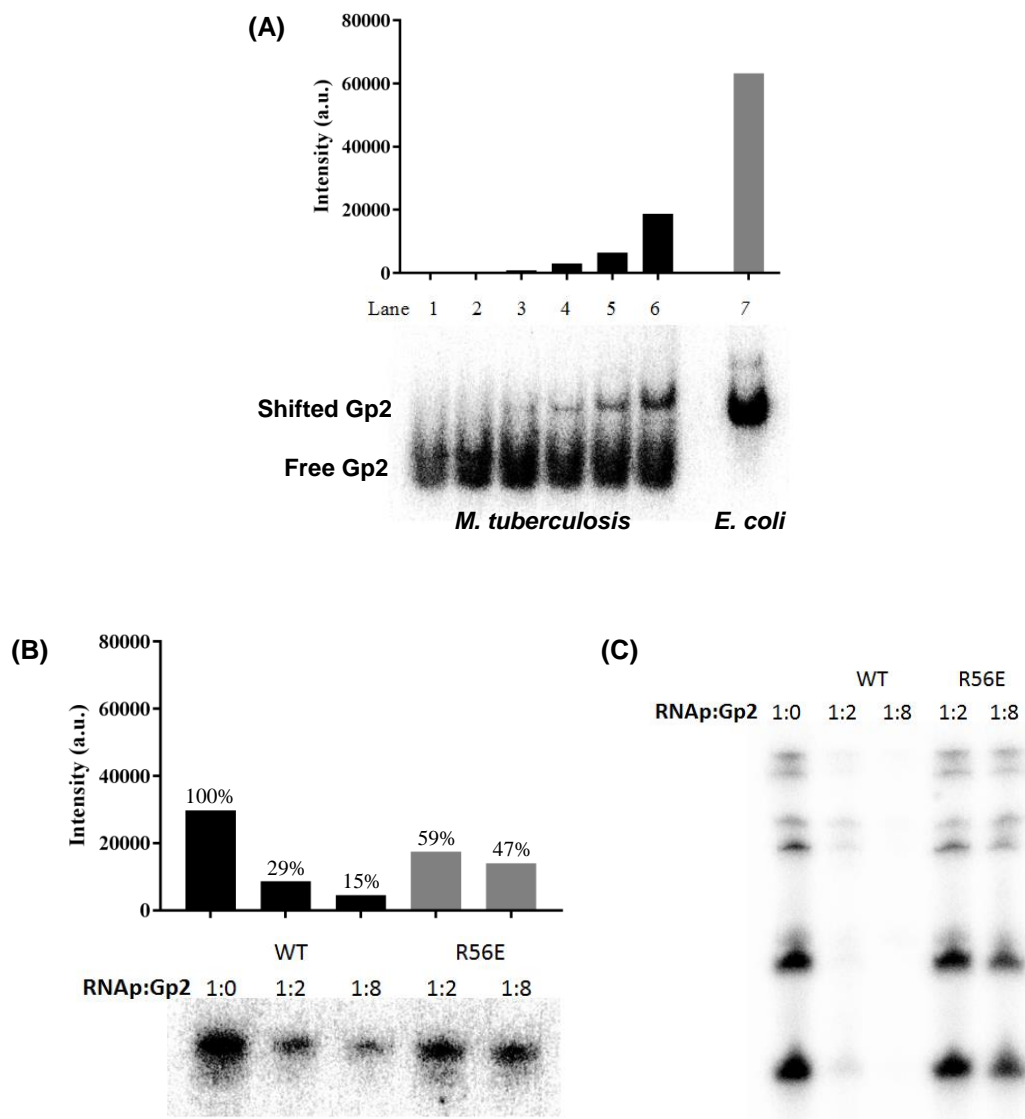 (A)
80000
60000
40000
20000
0
Intensity (a.u.)
Lane 1 2 3 4 5 6 7
Shifted Gp2
Free Gp2
M. tuberculosis E. coli
(B)
80000
60000
40000
20000
0
Intensity (a.u.)
100% 29% 15% 59% 47%
WT R56E
RNAp:Gp2 1:0 1:2 1:8 1:2 1:8
(C)
WT R56E
RNAp:Gp2 1:0 1:2 1:8 1:2 1:8